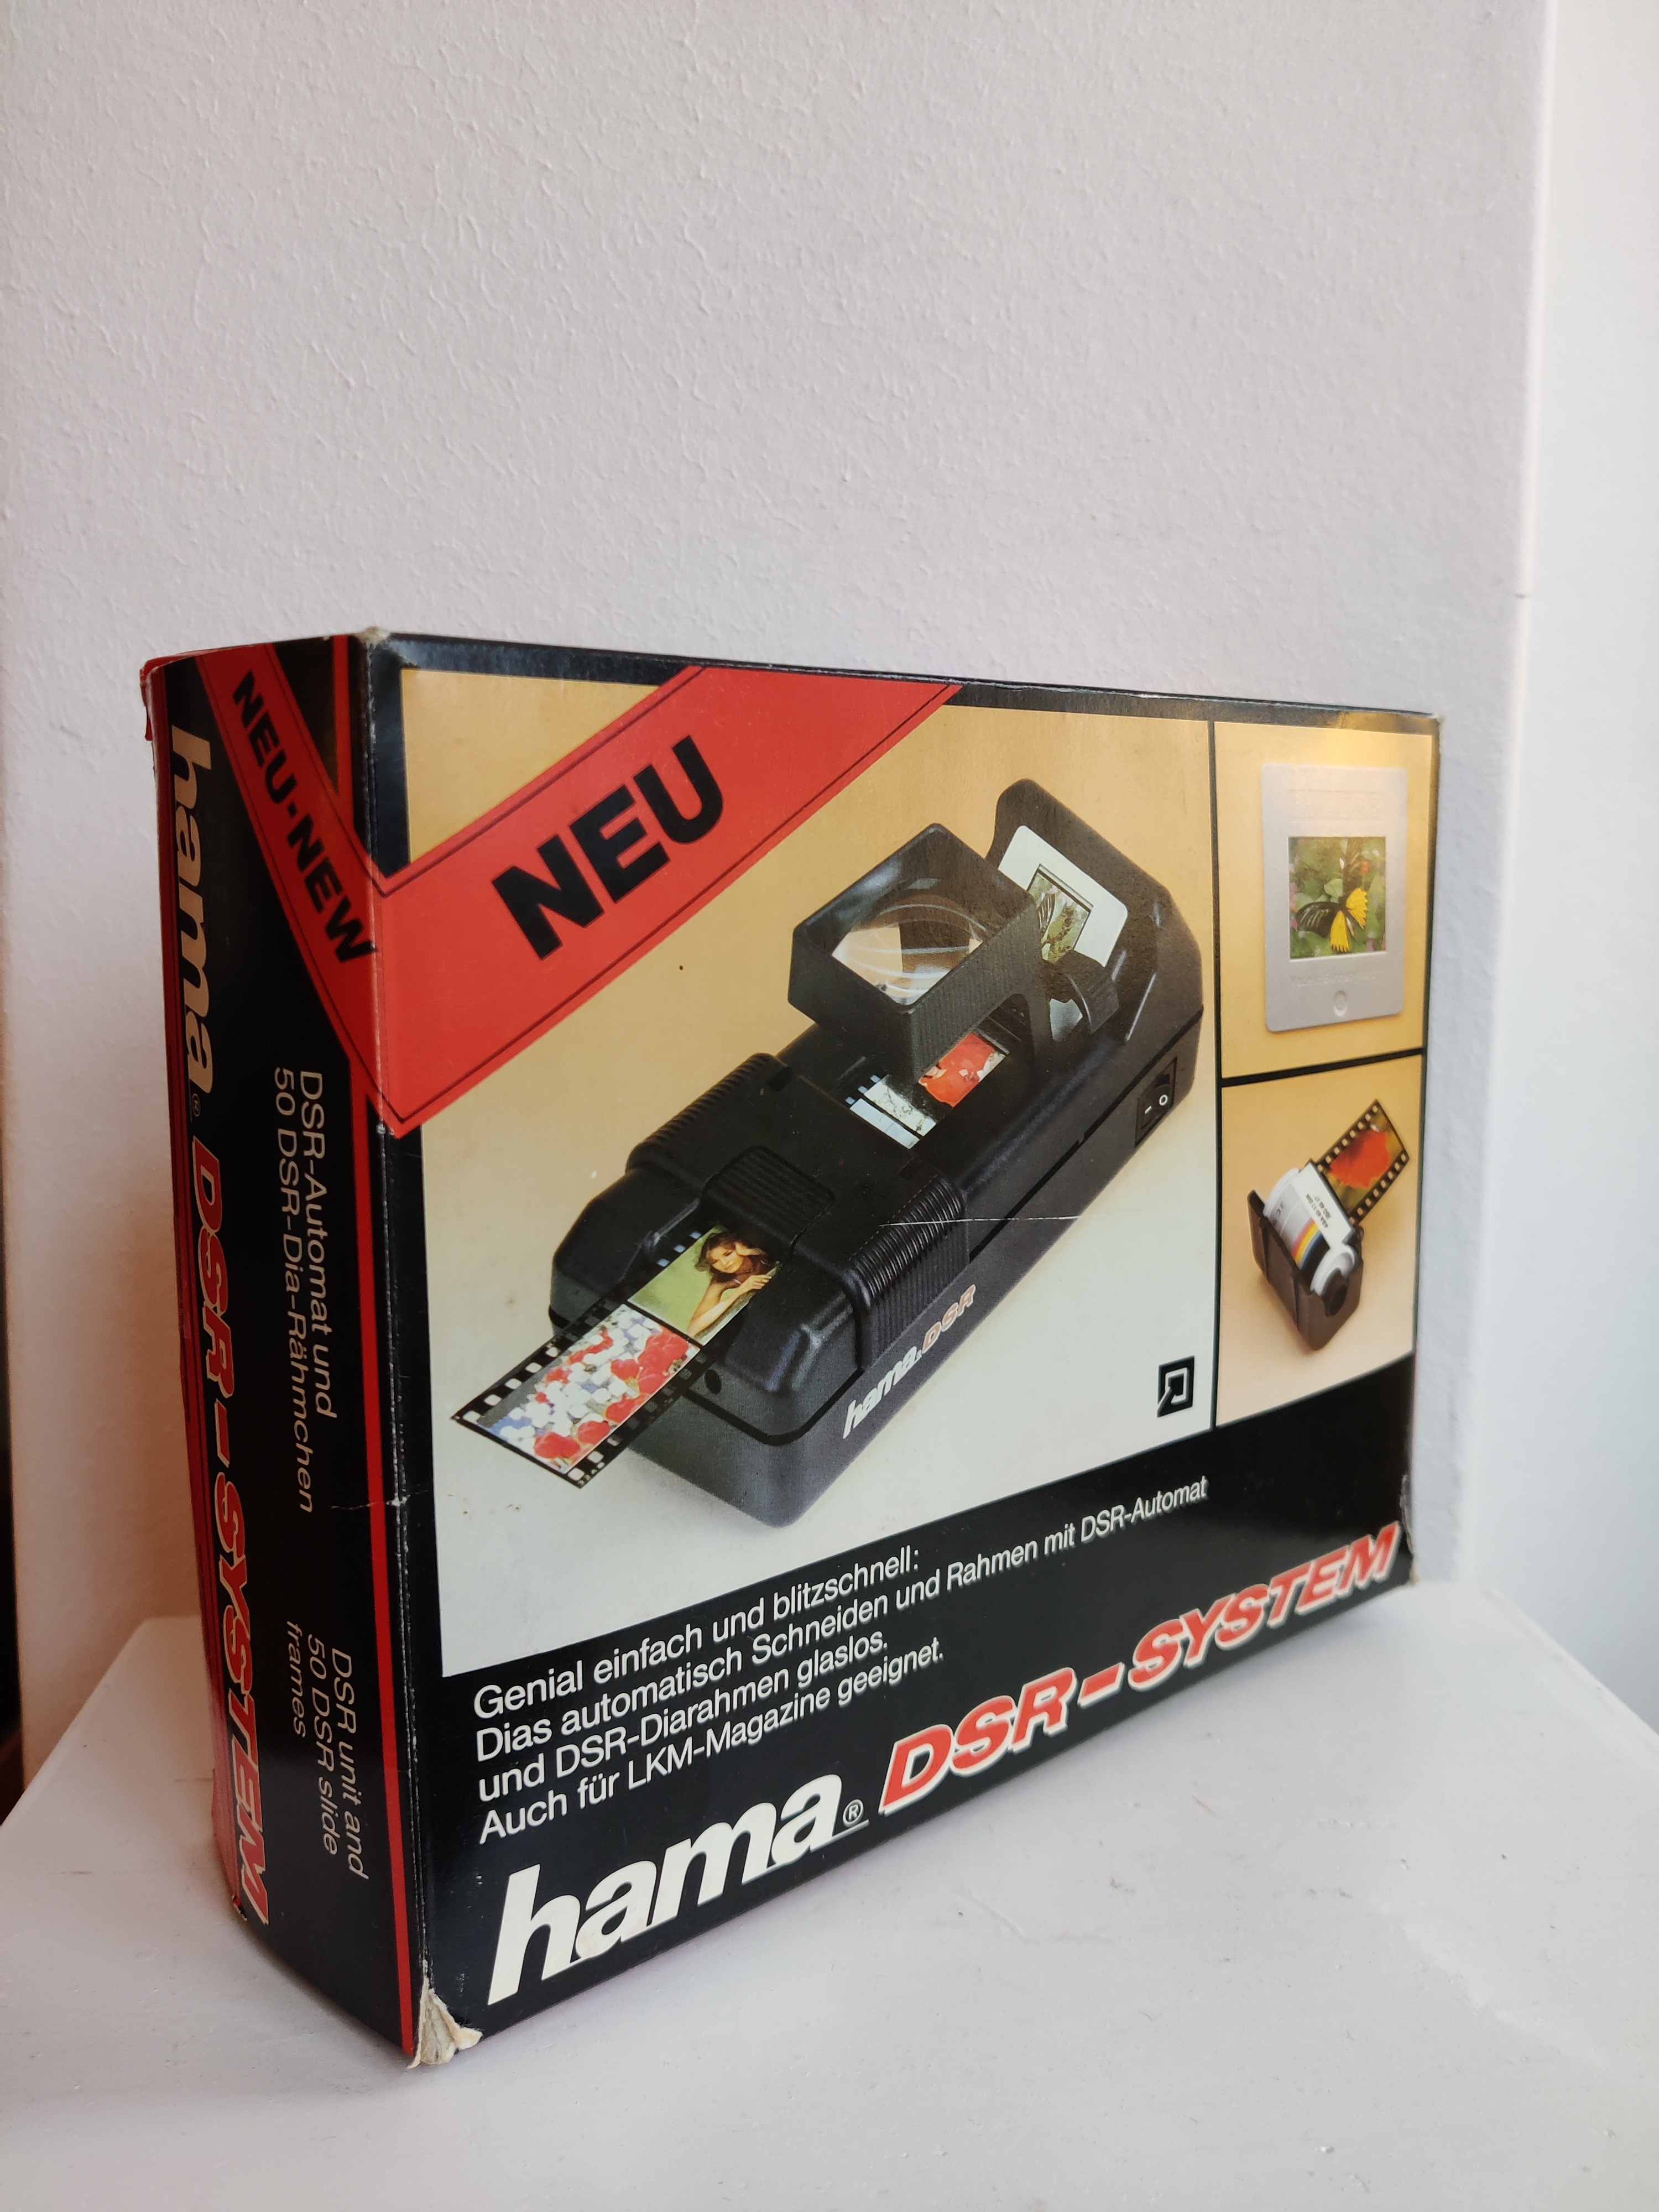 NEU-NEW
hama® DSR-SYSTEM
DSR-Automat und
50 DSR-Dia-Rähmchen
DSR unit and
50 DSR slide
frames
NEU
hama. DSR
Genial einfach und blitzschnell:
Dias automatisch Schneiden und Rahmen mit DSR-Automat
und DSR-Diarahmen glaslos.
Auch für LKM-Magazine geeignet.
hama® DSR-SYSTEM